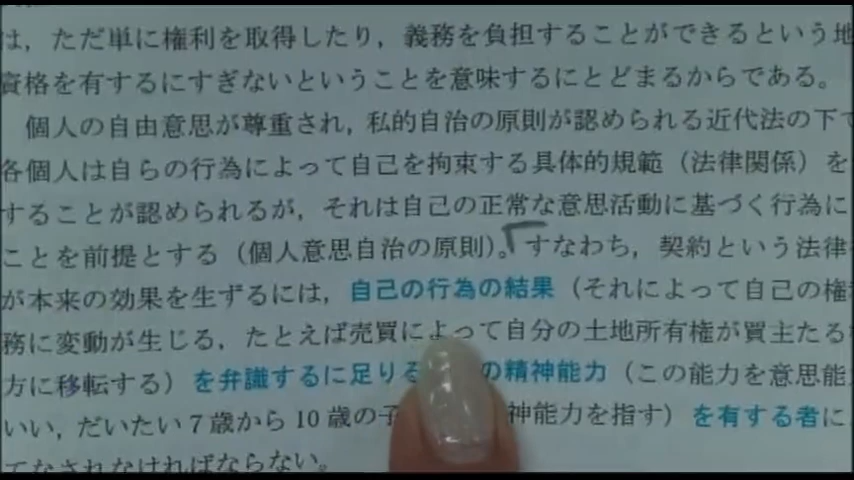 は，ただ単に権利を取得したり，義務を負担することができるという地
資格を有するにすぎないということを意味するにとどまるからである。
個人の自由意思が尊重され，私的自治の原則が認められる近代法の下で
各個人は自らの行為によって自己を拘束する具体的規範（法律関係）を
することが認められるが，それは自己の正常な意思活動に基づく行為に
ことを前提とする（個人意思自治の原則）。すなわち，契約という法律
が本来の効果を生ずるには，自己の行為の結果（それによって自己の権
務に変動が生じる，たとえば売買によって自分の土地所有権が買主たる
方に移転する）を弁識するに足りる の精神能力（この能力を意思能
いい，だいたい7歳から10歳の子 神能力を指す）を有する者に
てなされなければならない。